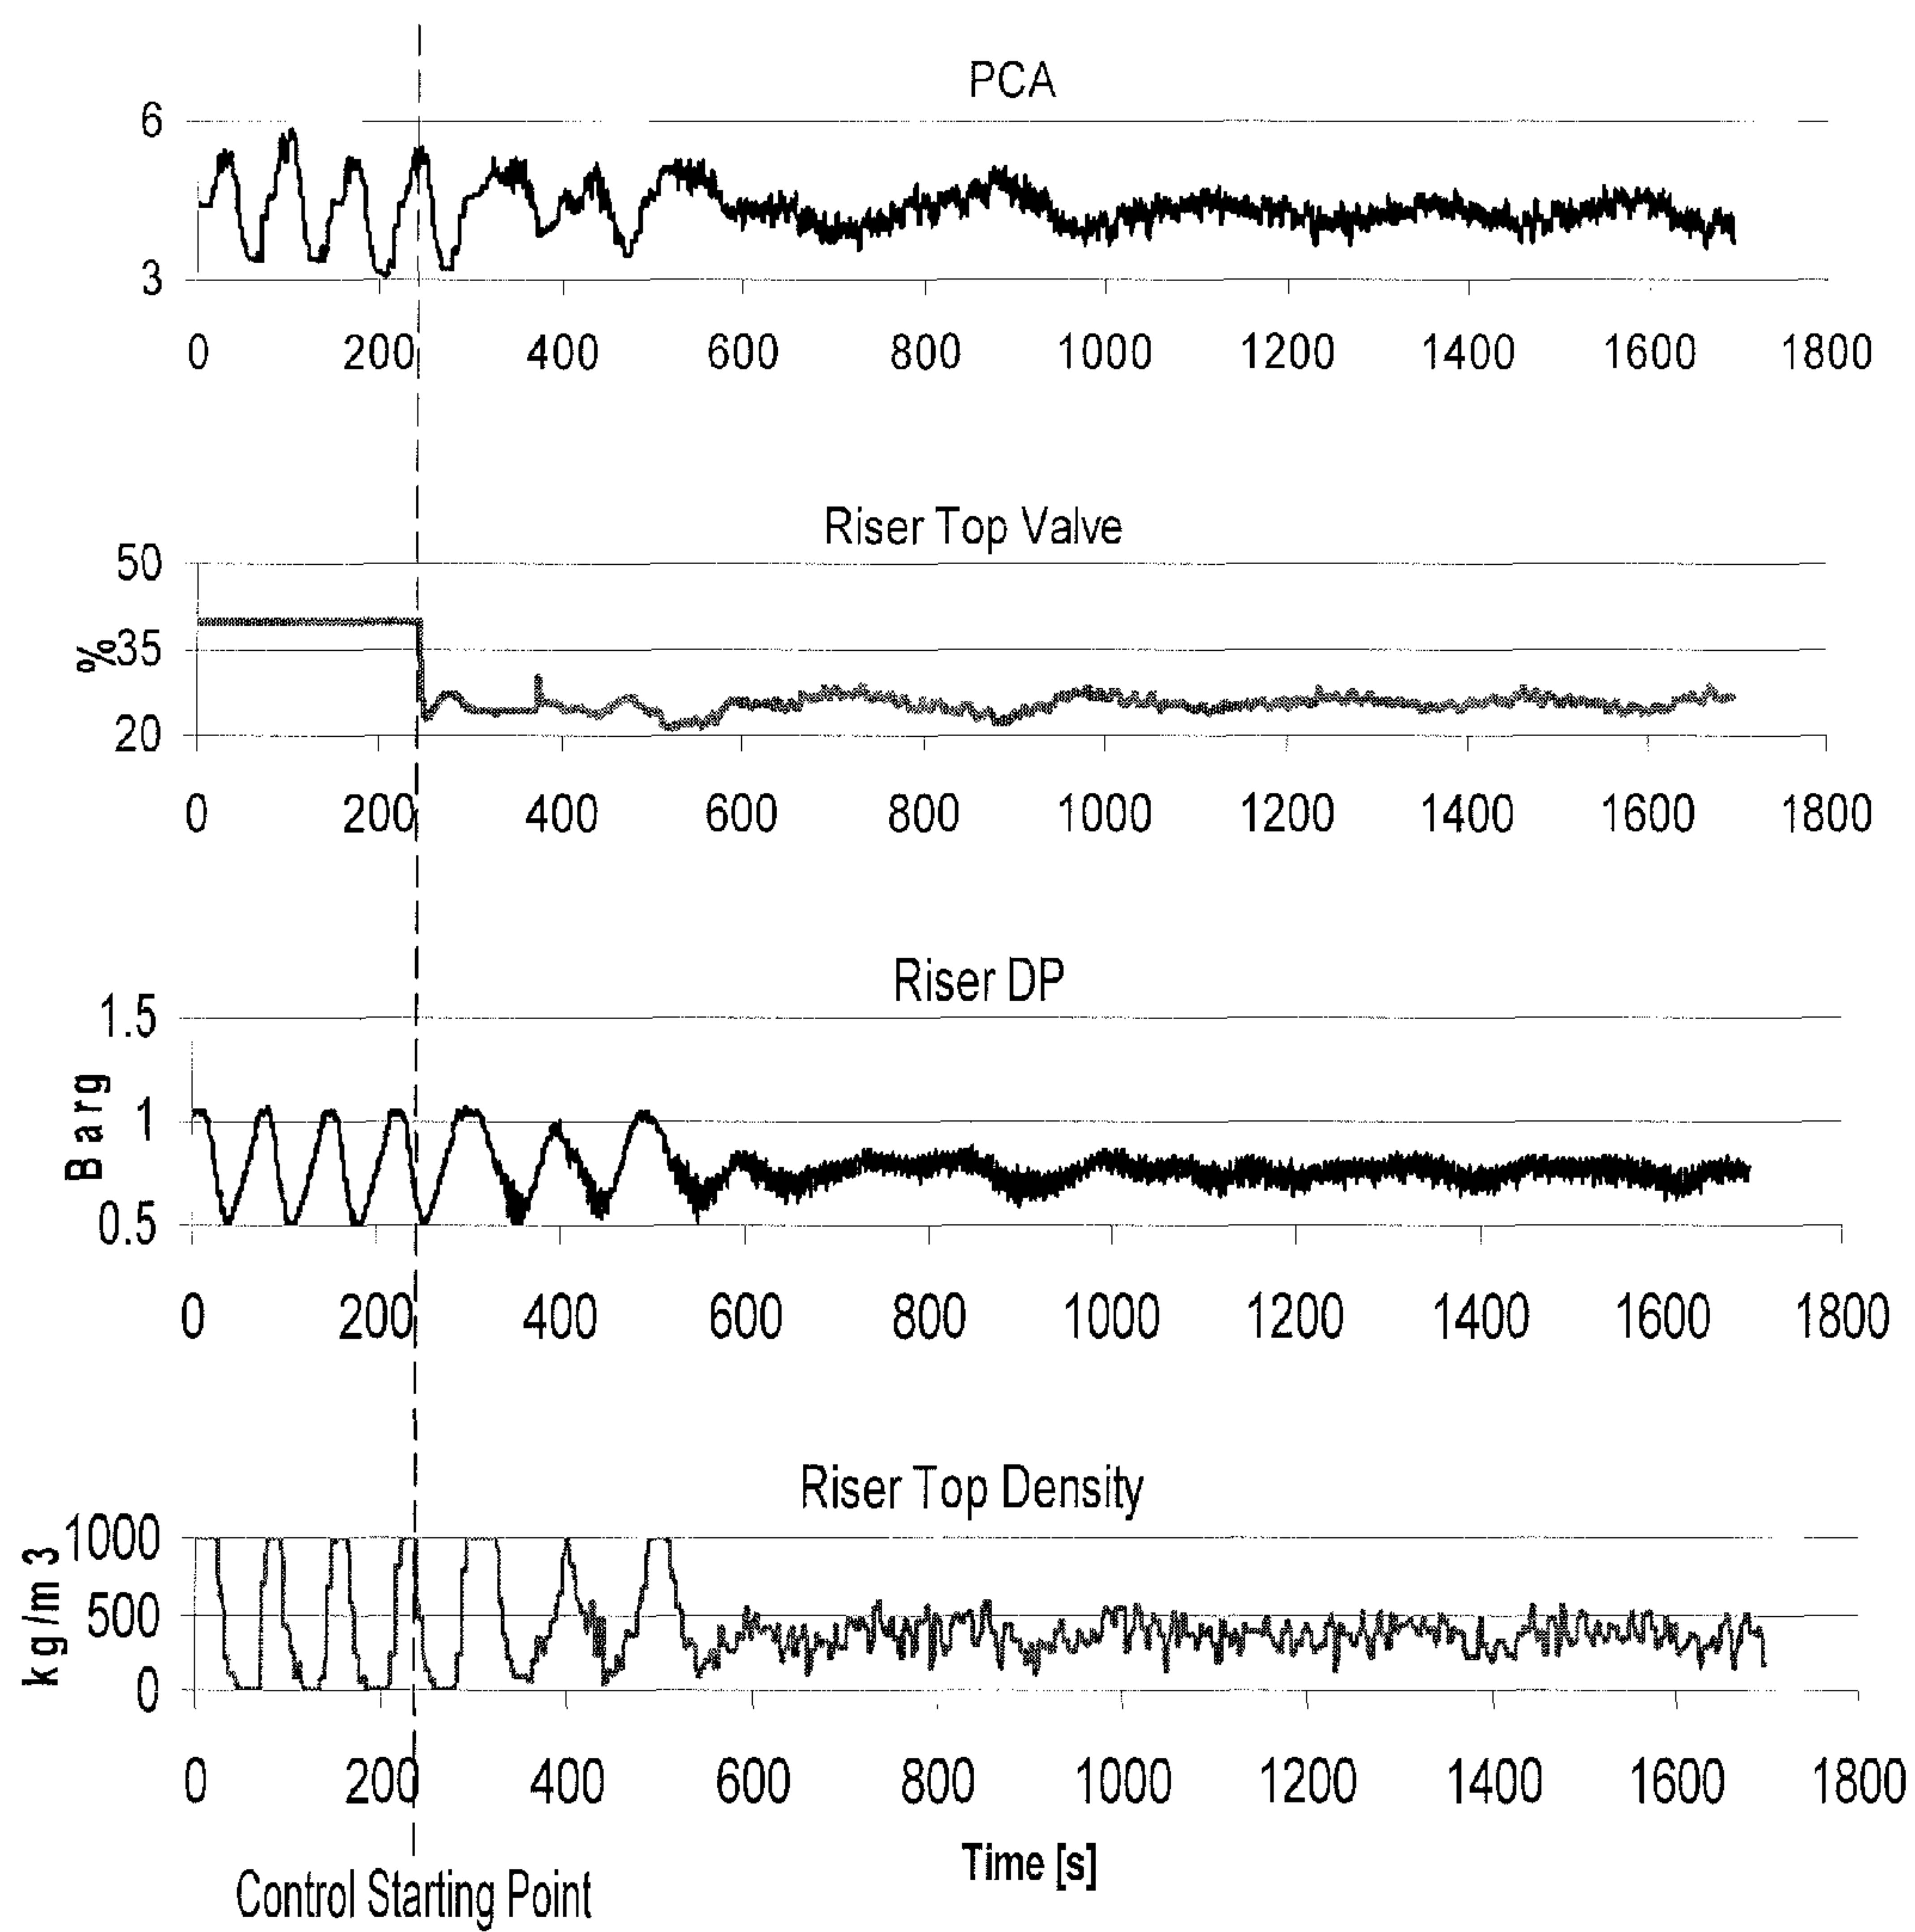 PCA
6
3
0 200 400 600 800 1000 1200 1400 1600 1800
Riser Top Valve
50
35
20
%
0 200 400 600 800 1000 1200 1400 1600 1800
Riser DP
1.5
1
0.5
Barg
0 200 400 600 800 1000 1200 1400 1600 1800
Riser Top Density
1000
500
0
kg/m3
0 200 400 600 800 1000 1200 1400 1600 1800
Time [s]
Control Starting Point